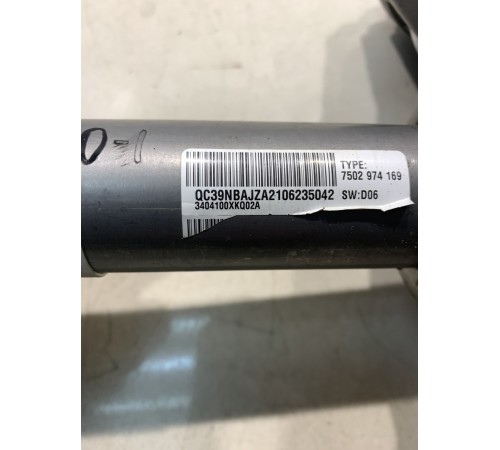 TYPE:
7502 974 169
QC39NBAJZA2106235042
SW:D06
3404100XKQ02A